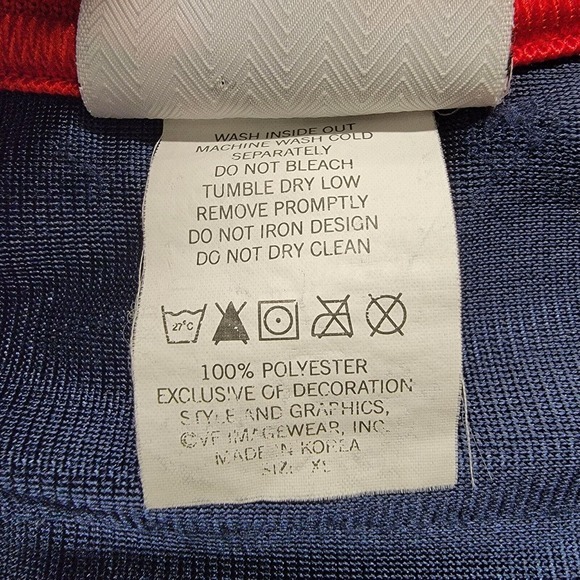 WASH INSIDE OUT
MACHINE WASH COLD
SEPARATELY
DO NOT BLEACH
TUMBLE DRY LOW
REMOVE PROMPTLY
DO NOT IRON DESIGN
DO NOT DRY CLEAN
27°C
100% POLYESTER
EXCLUSIVE OF DECORATION
STYLE AND GRAPHICS,
©VF IMAGEWEAR, INC.
MADE IN KOREA
SIZE XL